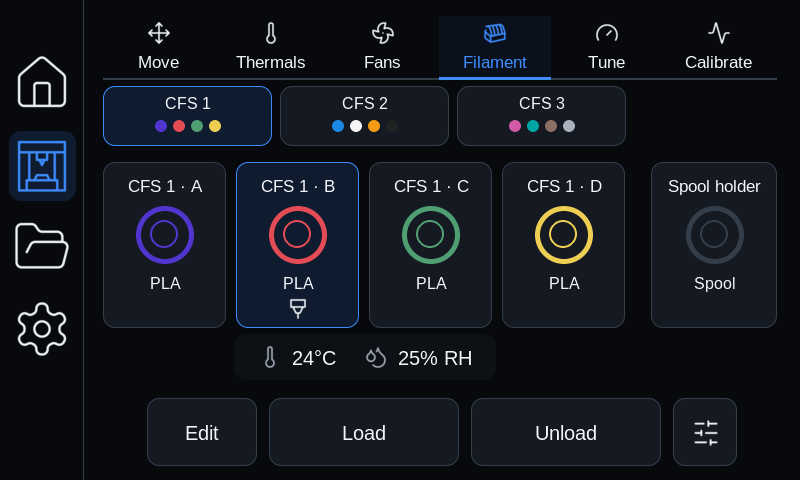 Move Thermals Fans Filament Tune Calibrate
CFS 1 CFS 2 CFS 3
CFS 1 · A CFS 1 · B CFS 1 · C CFS 1 · D Spool holder
PLA PLA PLA PLA Spool
24°C 25% RH
Edit Load Unload